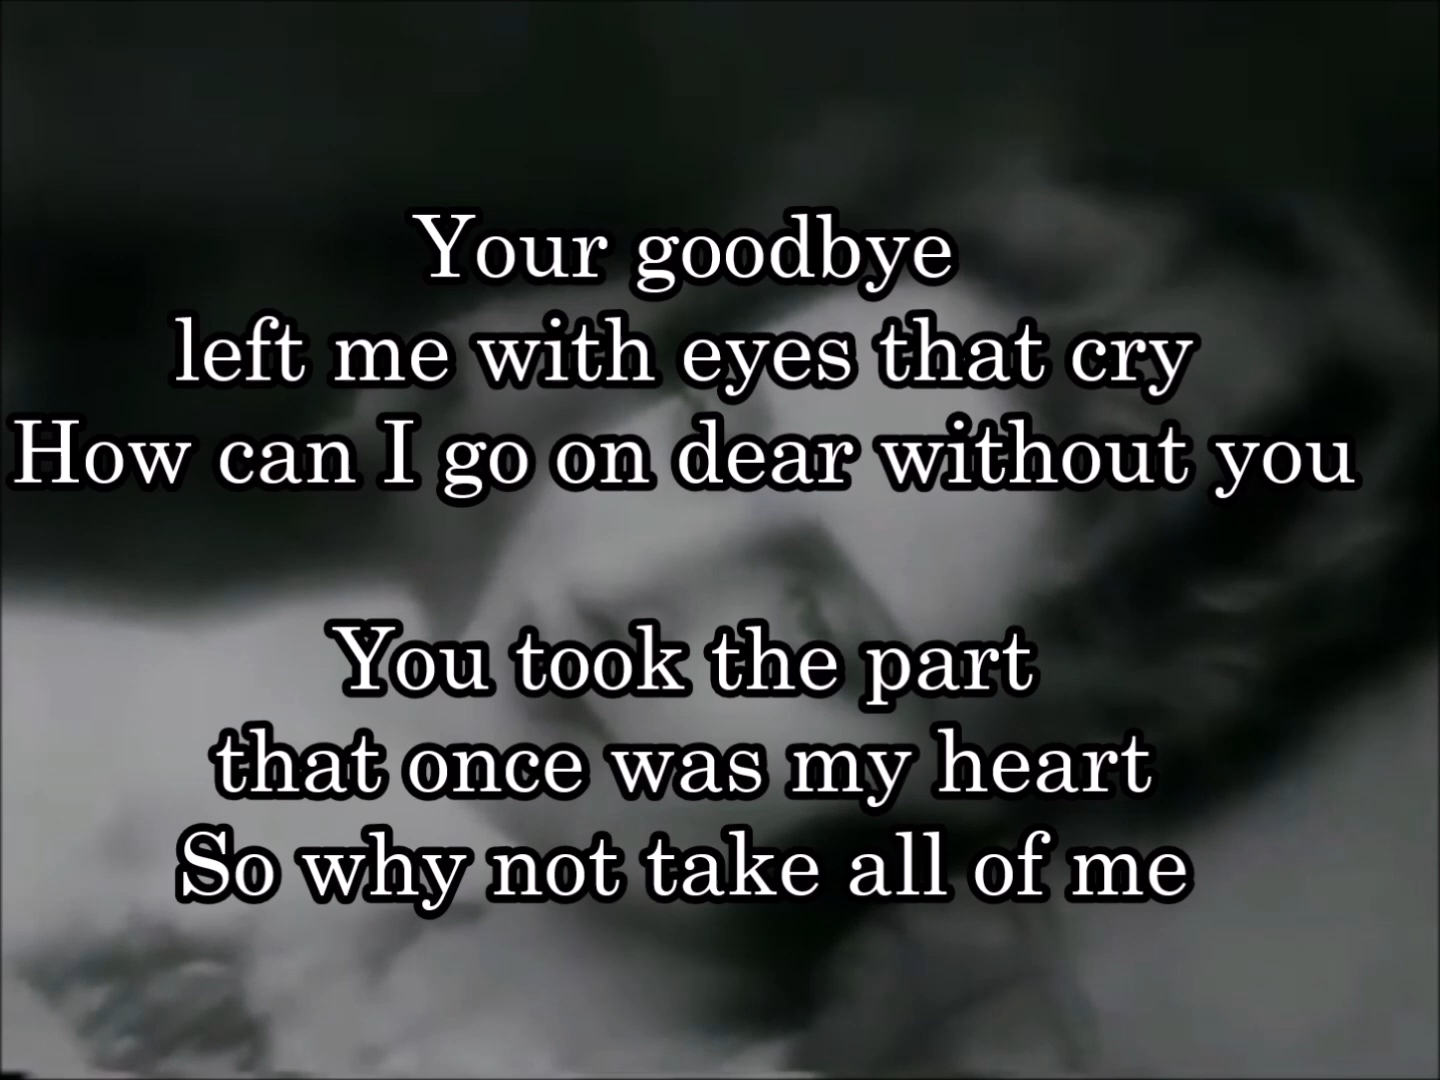 Your goodbye
left me with eyes that cry
How can I go on dear without you
You took the part
that once was my heart
So why not take all of me